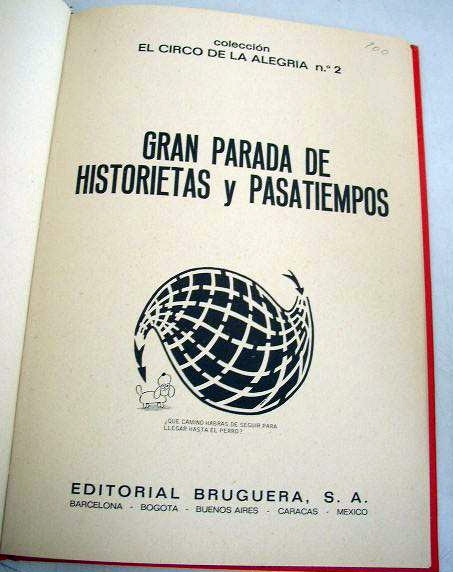 colección
EL CIRCO DE LA ALEGRIA n.º 2
200
GRAN PARADA DE
HISTORIETAS y PASATIEMPOS
¿QUE CAMINO HABRAS DE SEGUIR PARA
LLEGAR HASTA EL PERRO?
EDITORIAL BRUGUERA, S. A.
BARCELONA - BOGOTA - BUENOS AIRES - CARACAS - MEXICO